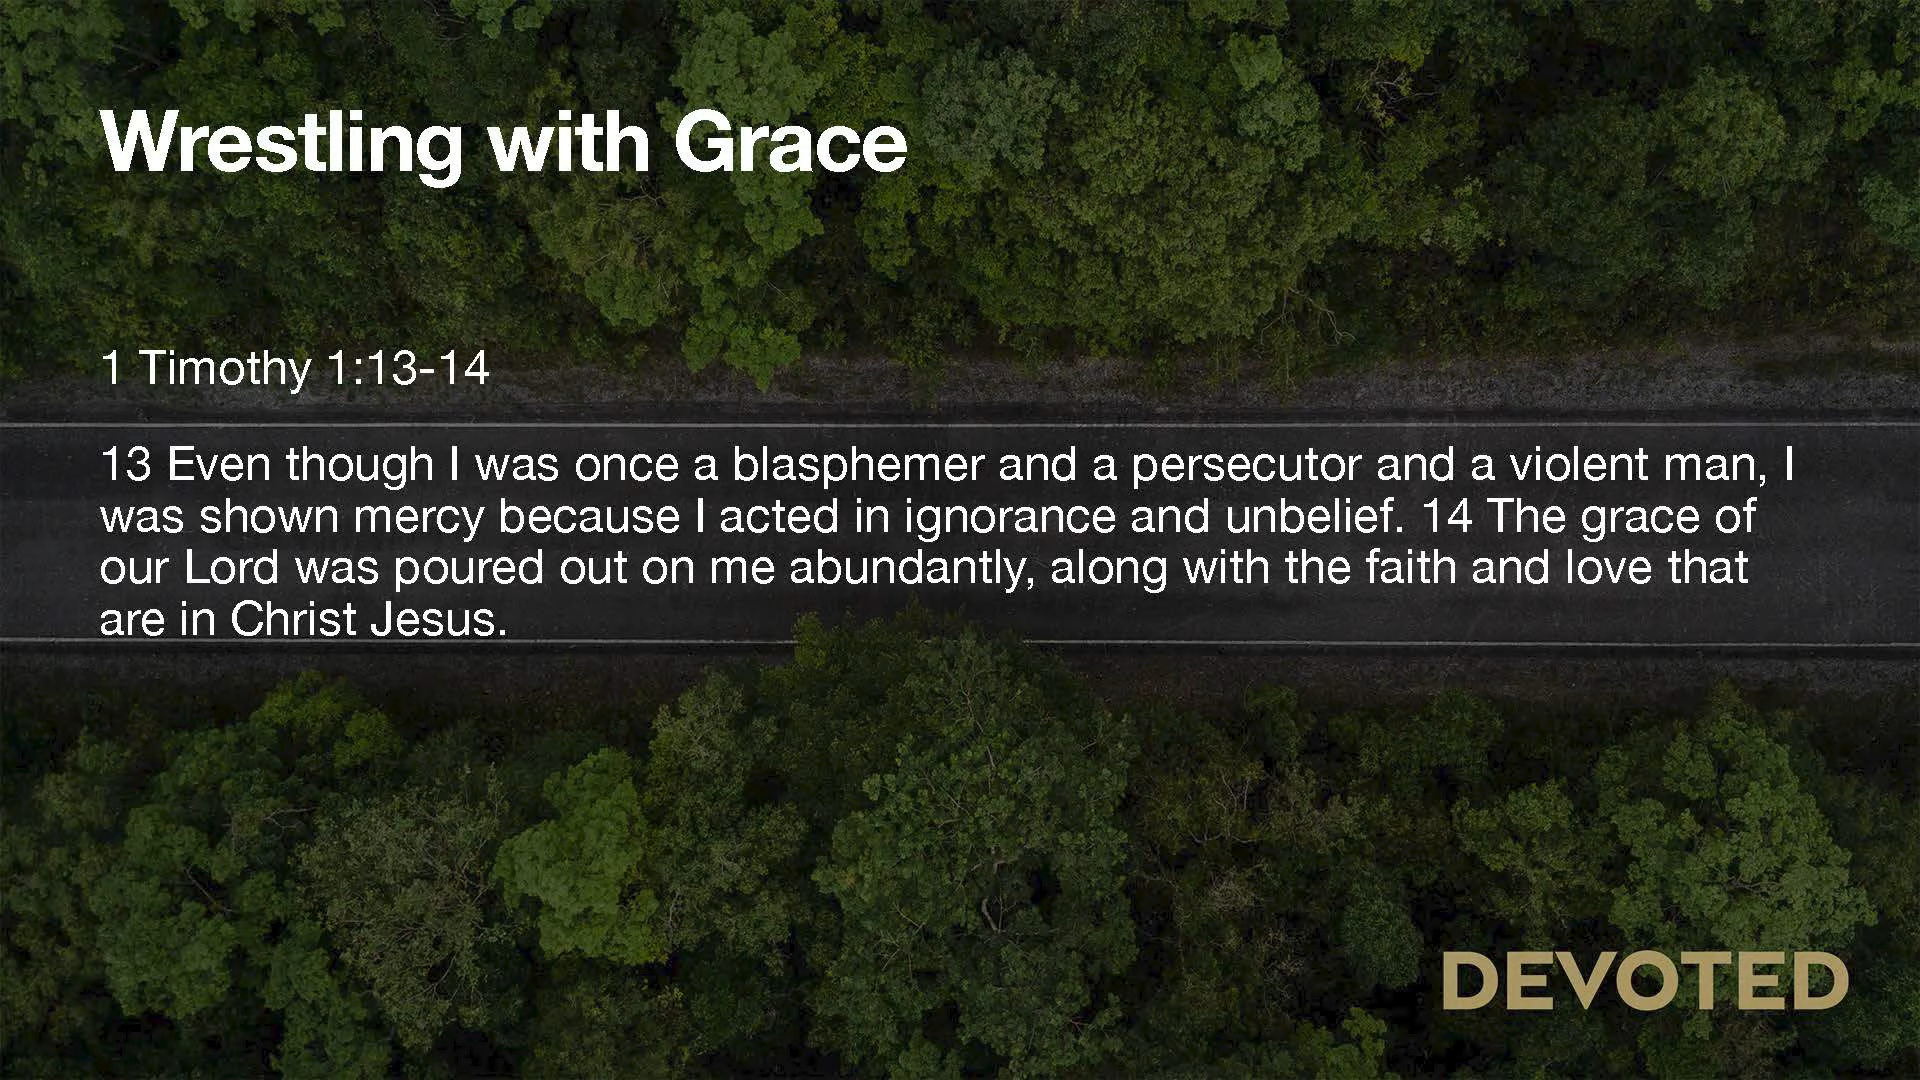 Wrestling with Grace
1 Timothy 1:13-14
13 Even though I was once a blasphemer and a persecutor and a violent man, I
was shown mercy because I acted in ignorance and unbelief. 14 The grace of
our Lord was poured out on me abundantly, along with the faith and love that
are in Christ Jesus.
DEVOTED